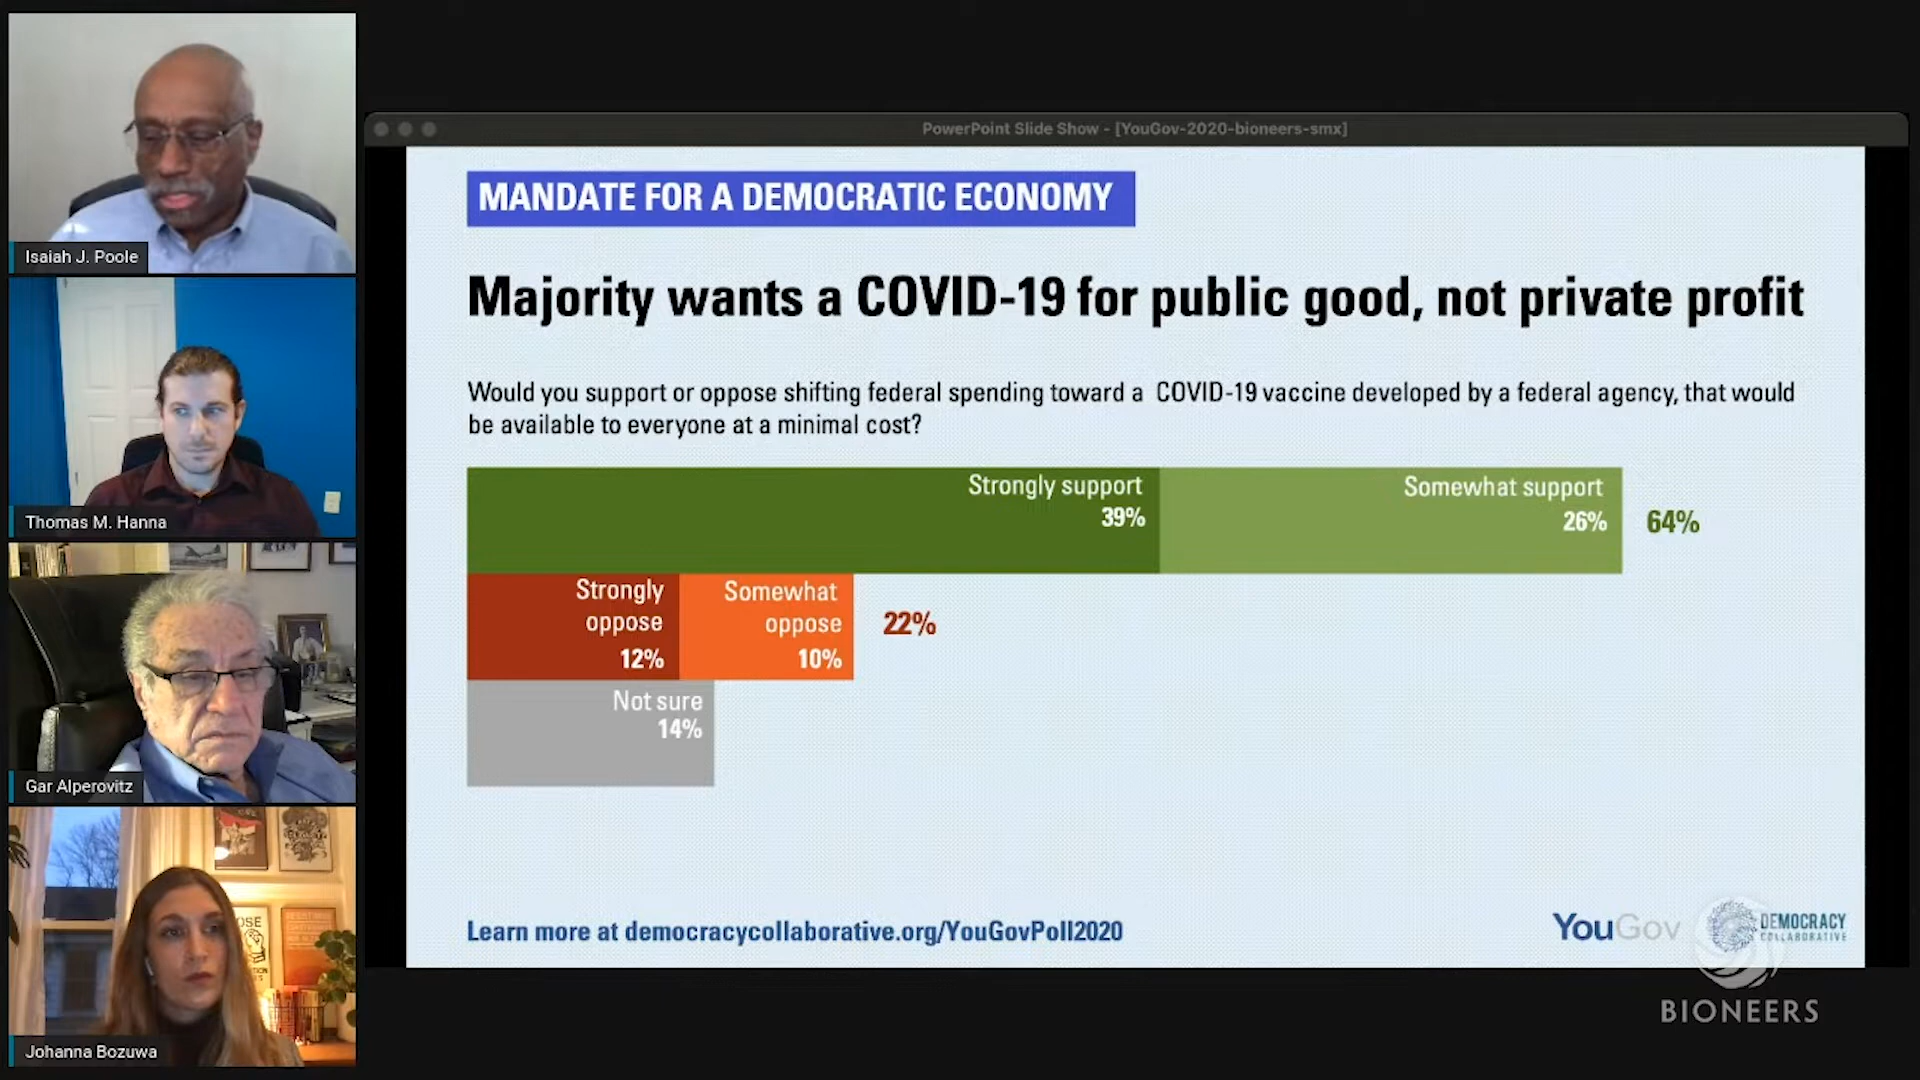 Isaiah J. Poole
Thomas M. Hanna
Gar Alperovitz
Johanna Bozuwa
PowerPoint Slide Show - [YouGov-2020-bioneers-smx]
MANDATE FOR A DEMOCRATIC ECONOMY
Majority wants a COVID-19 for public good, not private profit
Would you support or oppose shifting federal spending toward a COVID-19 vaccine developed by a federal agency, that would
be available to everyone at a minimal cost?
Strongly support
39%
Somewhat support
26%
64%
Strongly
oppose
12%
Somewhat
oppose
10%
22%
Not sure
14%
Learn more at democracycollaborative.org/YouGovPoll2020
YouGov
DEMOCRACY
COLLABORATIVE
BIONEERS